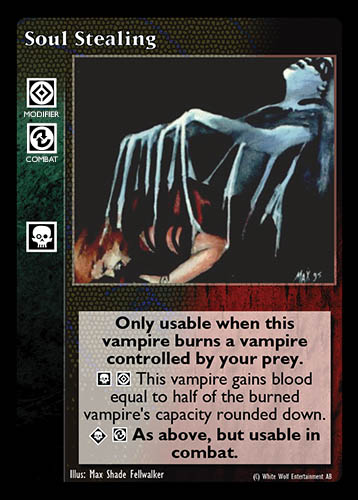 Soul Stealing
MODIFIER
COMBAT
MAX 95
Only usable when this
vampire burns a vampire
controlled by your prey.
This vampire gains blood
equal to half of the burned
vampire's capacity rounded down.
As above, but usable in
combat.
Illus: Max Shade Fellwalker
(C) White Wolf Entertainment AB